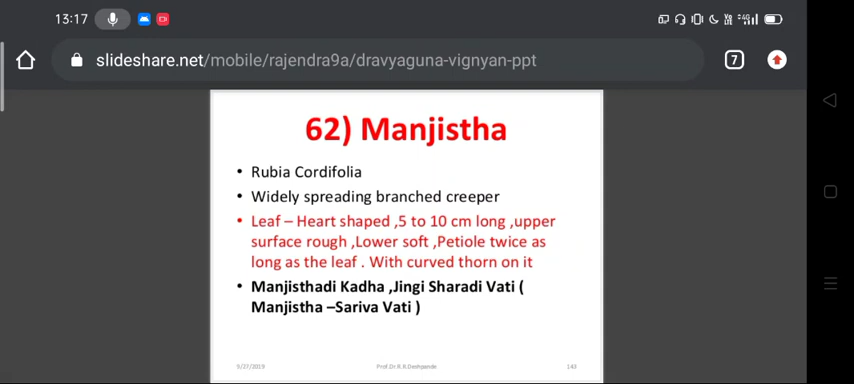 13:17
slideshare.net/mobile/rajendra9a/dravyaguna-vignyan-ppt
7
62) Manjistha
• Rubia Cordifolia
• Widely spreading branched creeper
• Leaf – Heart shaped ,5 to 10 cm long ,upper
surface rough ,Lower soft ,Petiole twice as
long as the leaf . With curved thorn on it
• Manjisthadi Kadha ,Jingi Sharadi Vati (
Manjistha –Sariva Vati )
9/27/2019
Prof.Dr.R.R.Deshpande
143